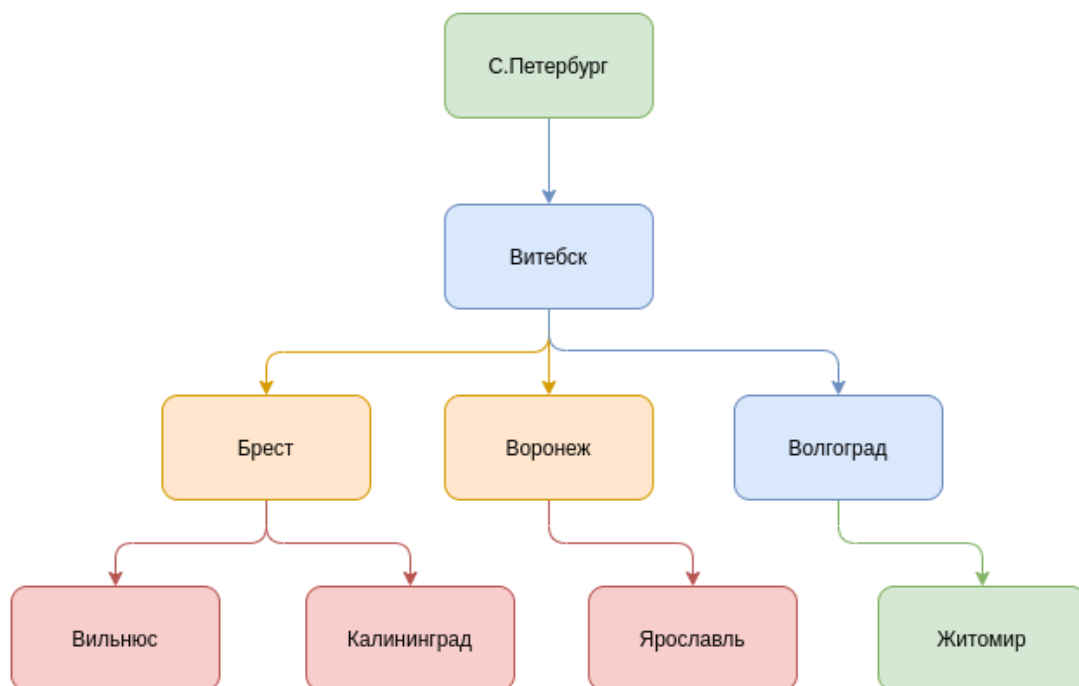 С.Петербург
Витебск
Брест
Воронеж
Волгоград
Вильнюс
Калининград
Ярославль
Житомир